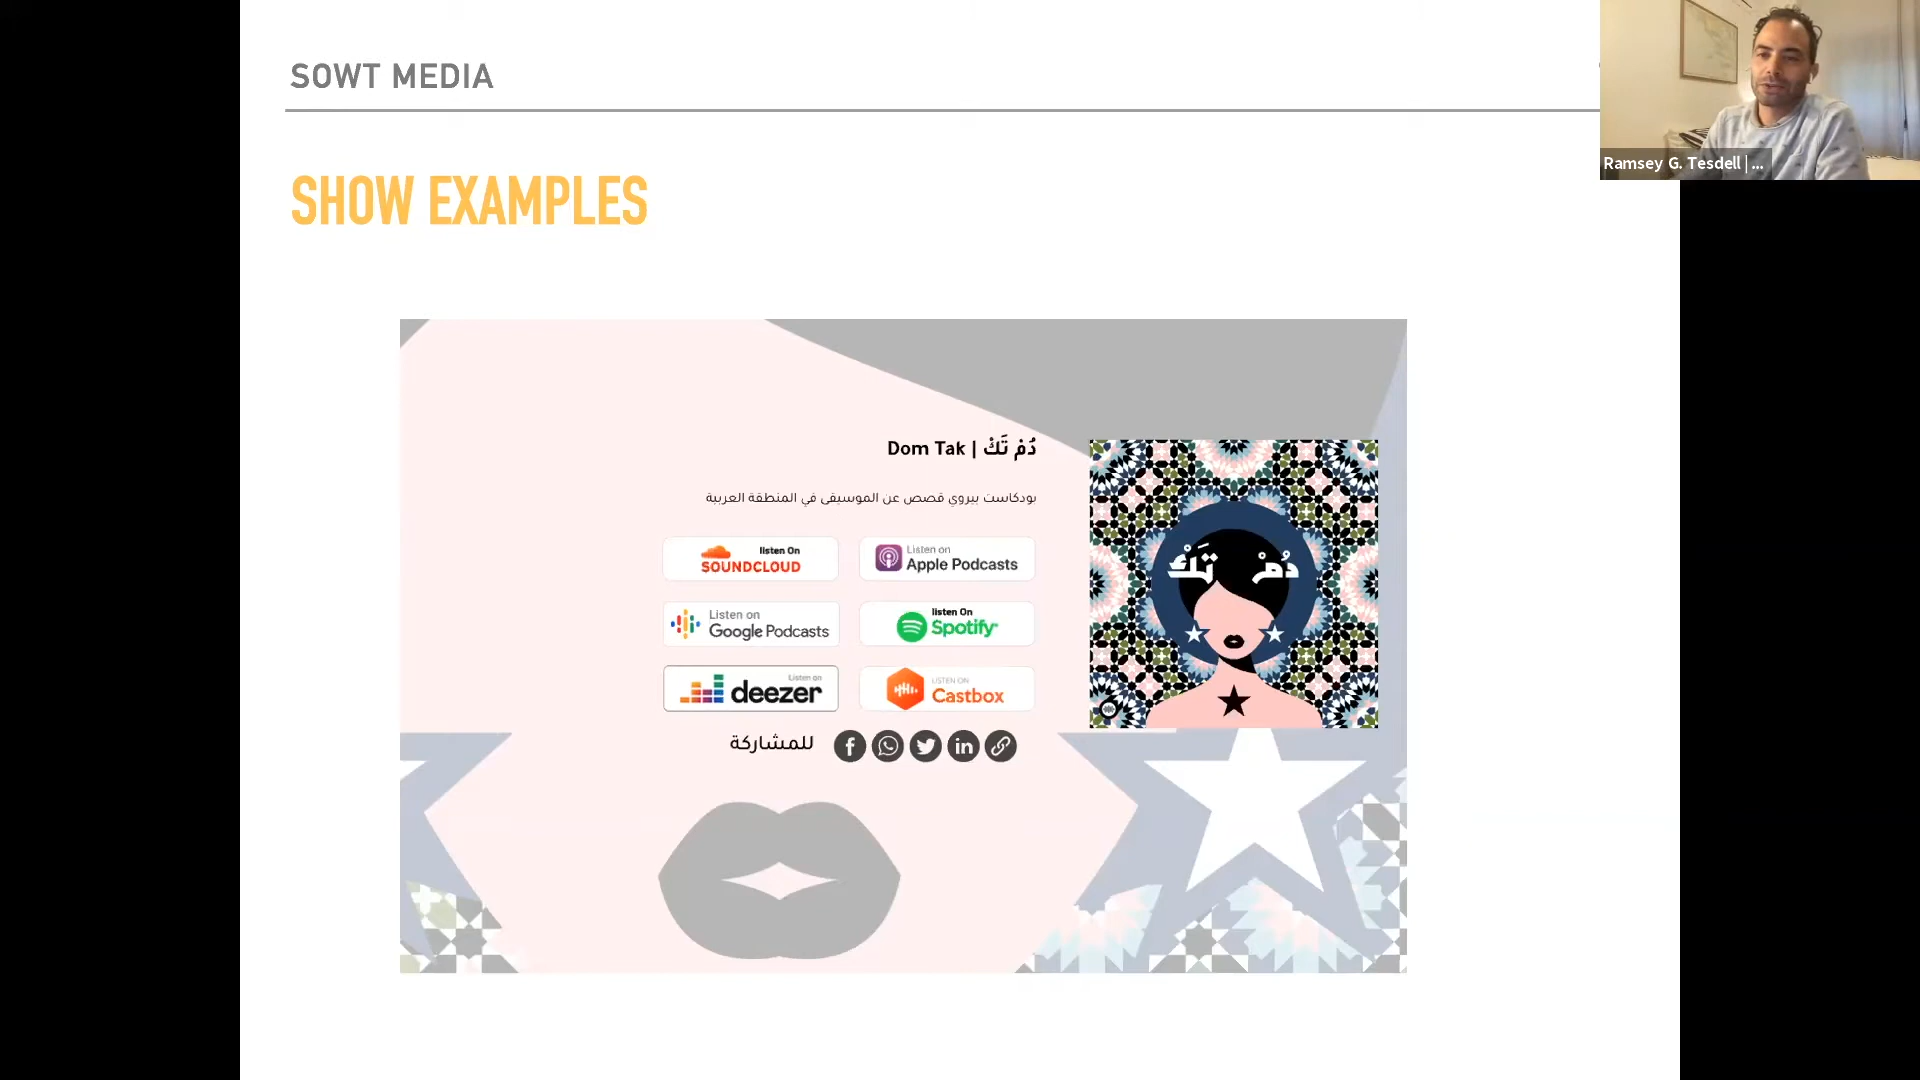 SOWT MEDIA
Ramsey G. Tesdell | ...
SHOW EXAMPLES
دُمْ تَكْ | Dom Tak
بودكاست بيروي قصص عن الموسيقى في المنطقة العربية
listen On
SOUNDCLOUD
Listen on
Apple Podcasts
Listen on
Google Podcasts
listen On
Spotify
Listen on
deezer
LISTEN ON
Castbox
للمشاركة
دُمْ تَكْ